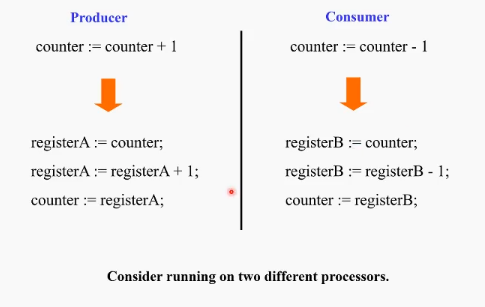 Producer
counter := counter + 1
registerA := counter;
registerA := registerA + 1;
counter := registerA;
Consumer
counter := counter - 1
registerB := counter;
registerB := registerB - 1;
counter := registerB;
Consider running on two different processors.